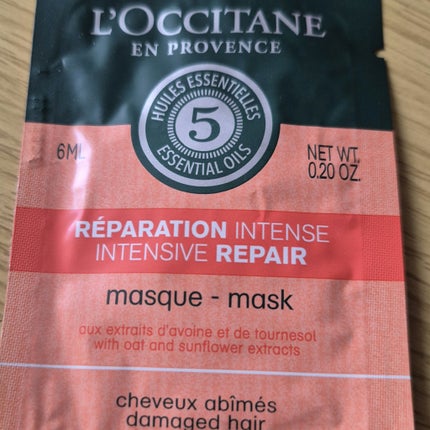 L'OCCITANE
EN PROVENCE
HUILES ESSENTIELLES
5
ESSENTIAL OILS
6ML
NET WT.
0.20 OZ.
RÉPARATION INTENSE
INTENSIVE REPAIR
masque - mask
aux extraits d'avoine et de tournesol
with oat and sunflower extracts
cheveux abîmés
damaged hair